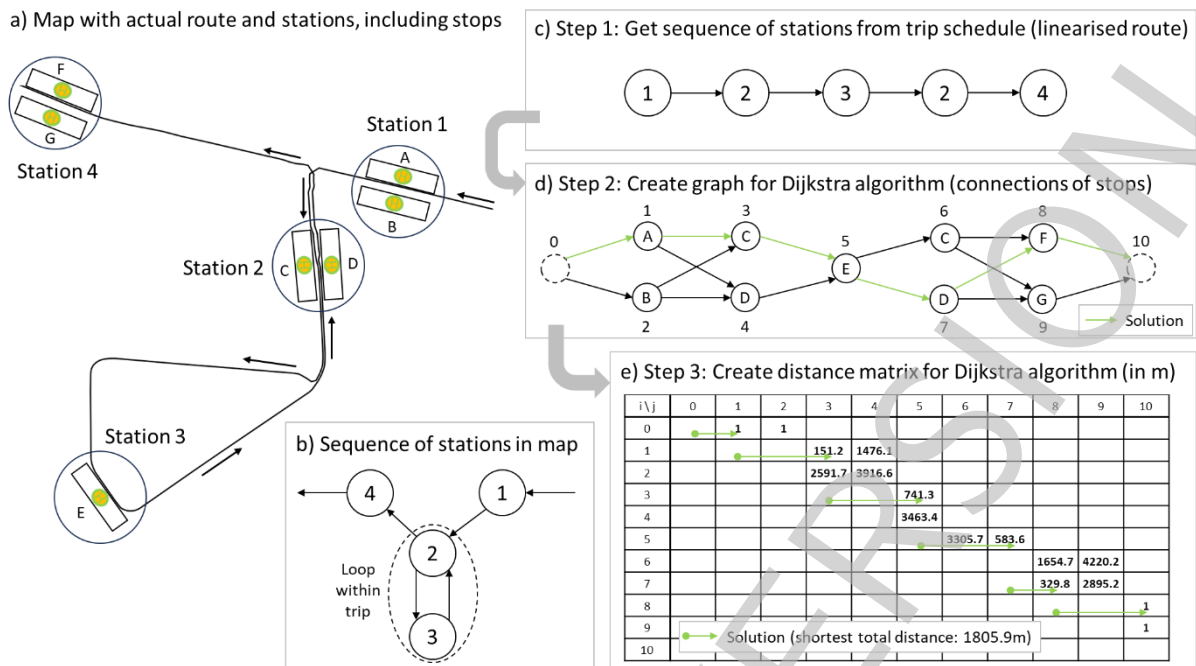 a) Map with actual route and stations, including stops
F
G
Station 4
Station 1
A
B
Station 2
C
D
Station 3
E
b) Sequence of stations in map
4
1
2
Loop
within
trip
3
c) Step 1: Get sequence of stations from trip schedule (linearised route)
1 2 3 2 4
d) Step 2: Create graph for Dijkstra algorithm (connections of stops)
1 3 6 8
0 A C 5 C F 10
E
B D D G
2 4 7 9
Solution
e) Step 3: Create distance matrix for Dijkstra algorithm (in m)
i\j 0 1 2 3 4 5 6 7 8 9 10
0 1 1
1 151.2 1476.1
2 2591.7 3916.6
3 741.3
4 3463.4
5 3305.7 583.6
6 1654.7 4220.2
7 329.8 2895.2
8 1
9 1
10
Solution (shortest total distance: 1805.9m)
ERSION